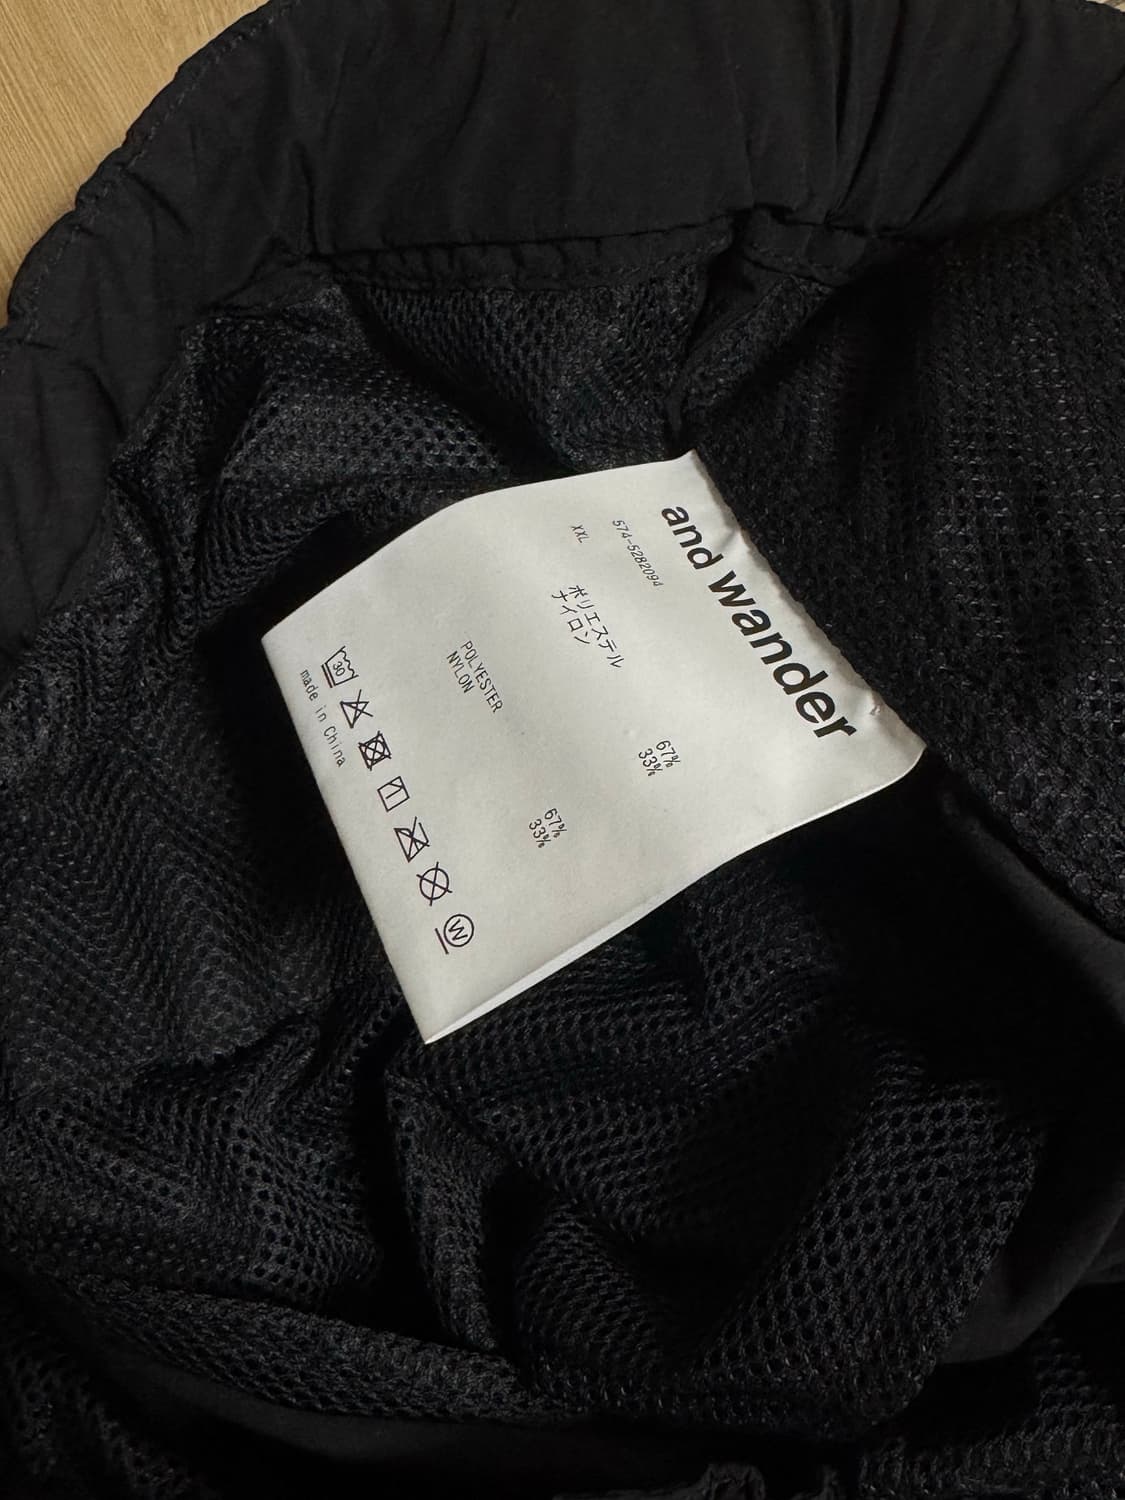 and wander
574-5282094
XXL
ポリエステル 67%
ナイロン 33%
POLYESTER 67%
NYLON 33%
30
W
made in China